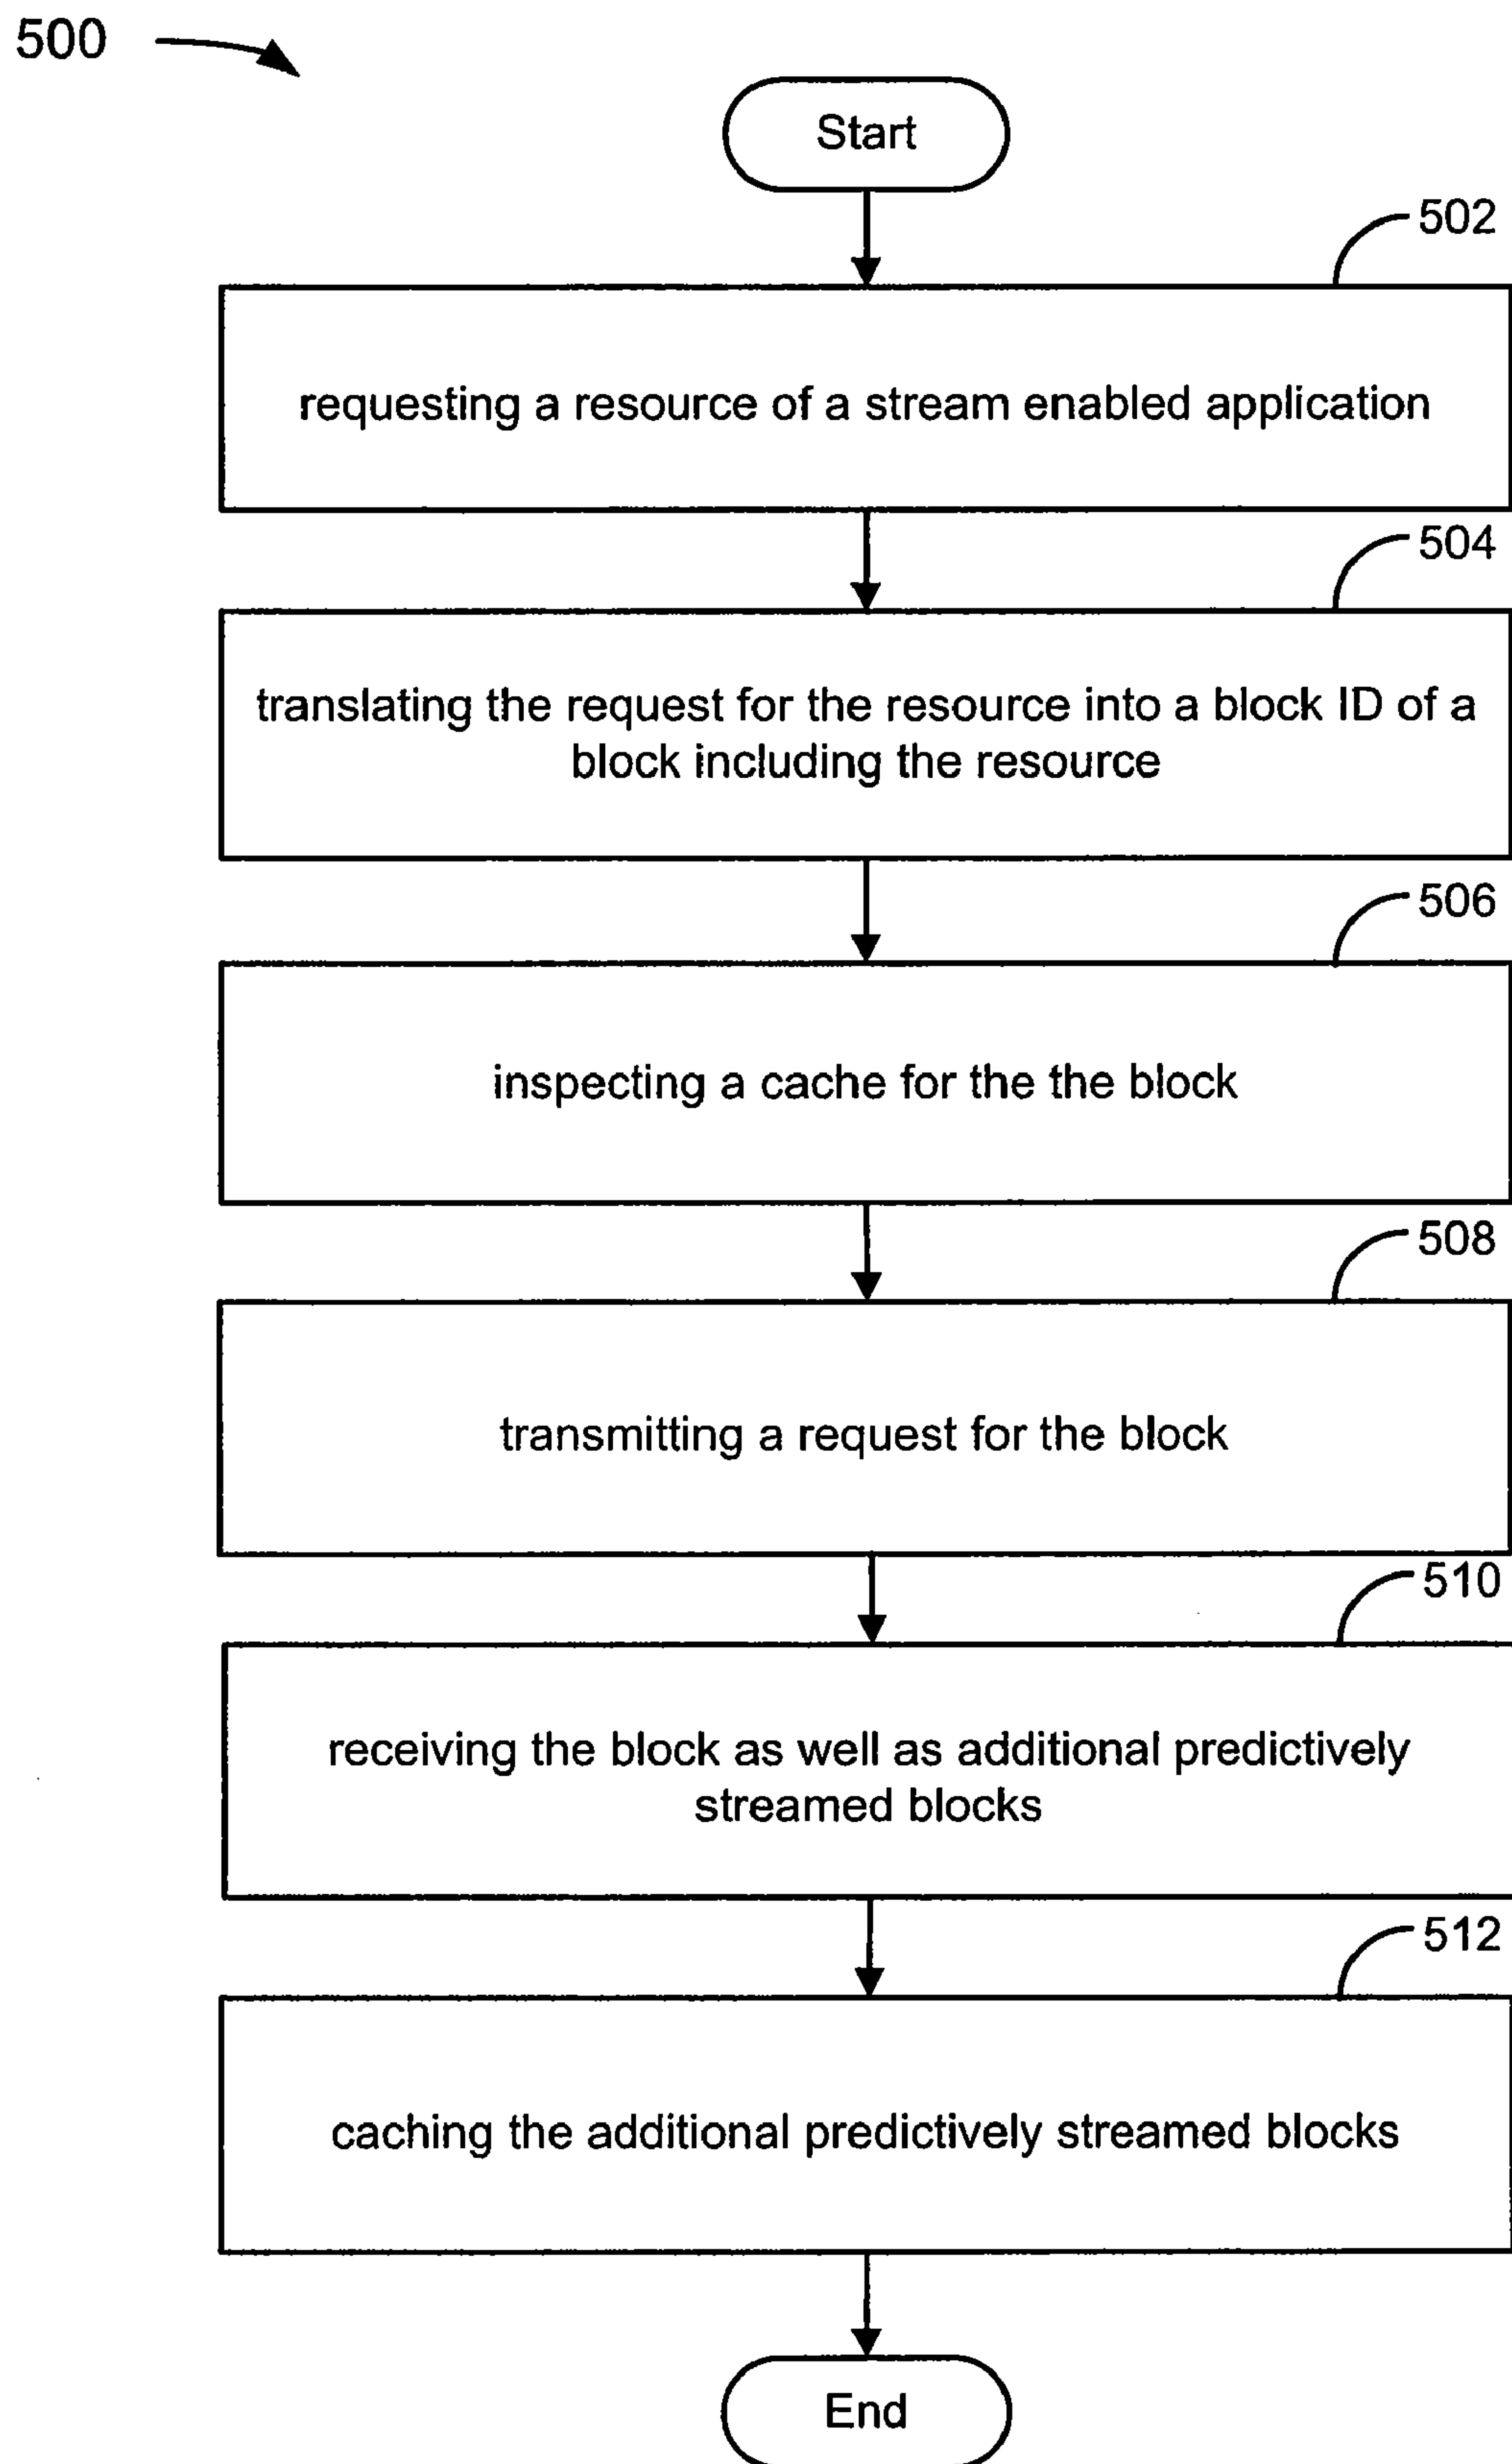 500
Start
502
requesting a resource of a stream enabled application
504
translating the request for the resource into a block ID of a
block including the resource
506
inspecting a cache for the the block
508
transmitting a request for the block
510
receiving the block as well as additional predictively
streamed blocks
512
caching the additional predictively streamed blocks
End